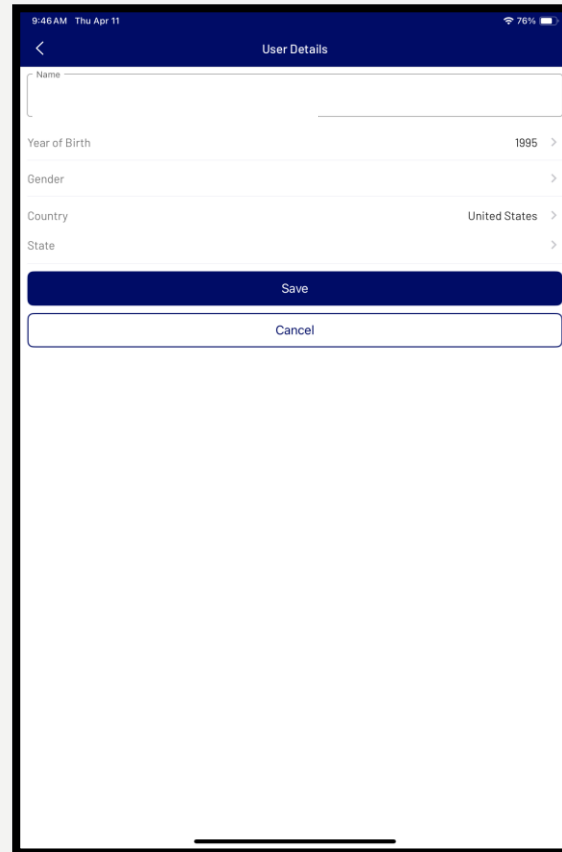 9:46 AM Thu Apr 11 76%
User Details
Name
Year of Birth 1995
Gender
Country United States
State
Save
Cancel